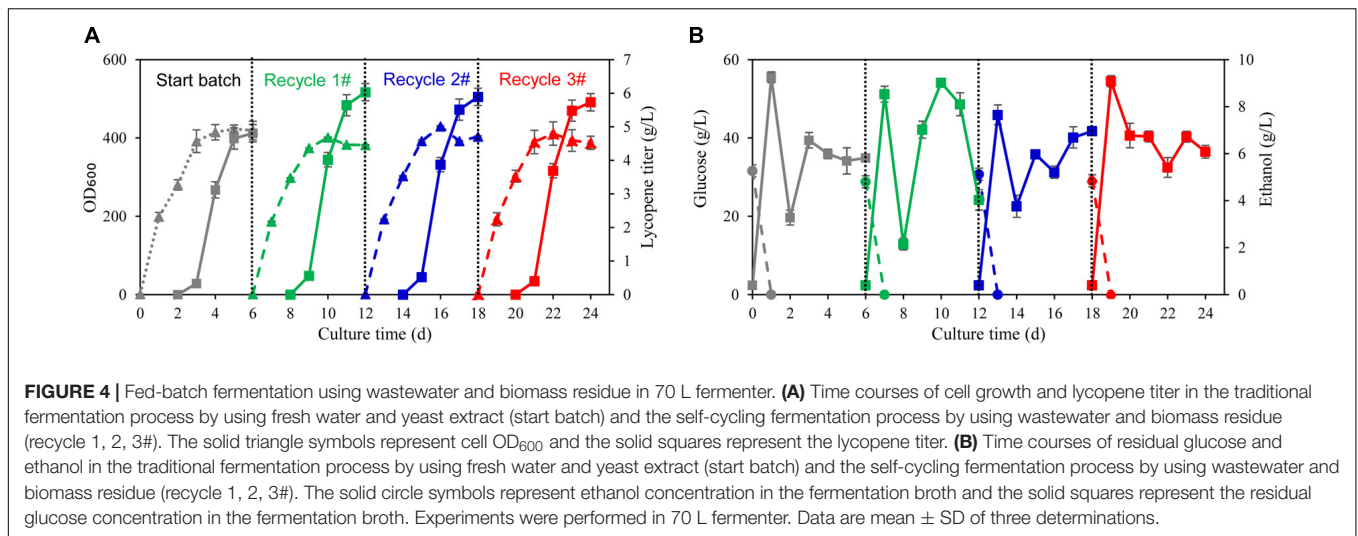 A
B
600
400
200
0
OD600
Start batch
Recycle 1#
Recycle 2#
Recycle 3#
7
6
5
4
3
2
1
0
Lycopene titer (g/L)
0 2 4 6 8 10 12 14 16 18 20 22 24
Culture time (d)
60
40
20
0
Glucose (g/L)
10
8
6
4
2
0
Ethanol (g/L)
0 2 4 6 8 10 12 14 16 18 20 22 24
Culture time (d)
FIGURE 4 | Fed-batch fermentation using wastewater and biomass residue in 70 L fermenter. (A) Time courses of cell growth and lycopene titer in the traditional
fermentation process by using fresh water and yeast extract (start batch) and the self-cycling fermentation process by using wastewater and biomass residue
(recycle 1, 2, 3#). The solid triangle symbols represent cell OD600 and the solid squares represent the lycopene titer. (B) Time courses of residual glucose and
ethanol in the traditional fermentation process by using fresh water and yeast extract (start batch) and the self-cycling fermentation process by using wastewater and
biomass residue (recycle 1, 2, 3#). The solid circle symbols represent ethanol concentration in the fermentation broth and the solid squares represent the residual
glucose concentration in the fermentation broth. Experiments were performed in 70 L fermenter. Data are mean ± SD of three determinations.